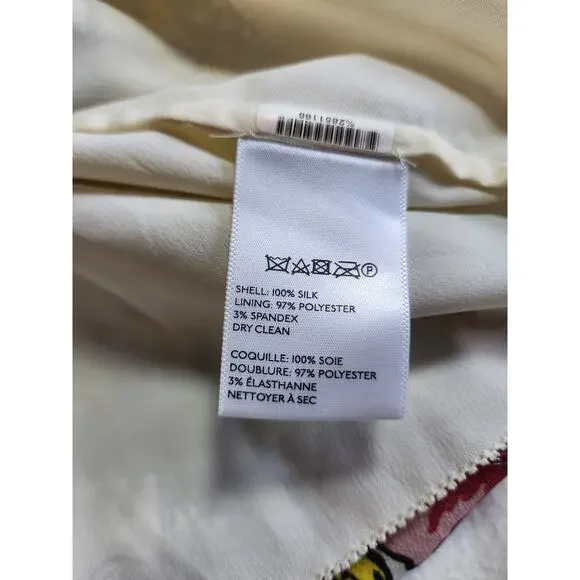 %2851186
P
SHELL: 100% SILK
LINING: 97% POLYESTER
3% SPANDEX
DRY CLEAN
COQUILLE: 100% SOIE
DOUBLURE: 97% POLYESTER
3% ÉLASTHANNE
NETTOYER À SEC